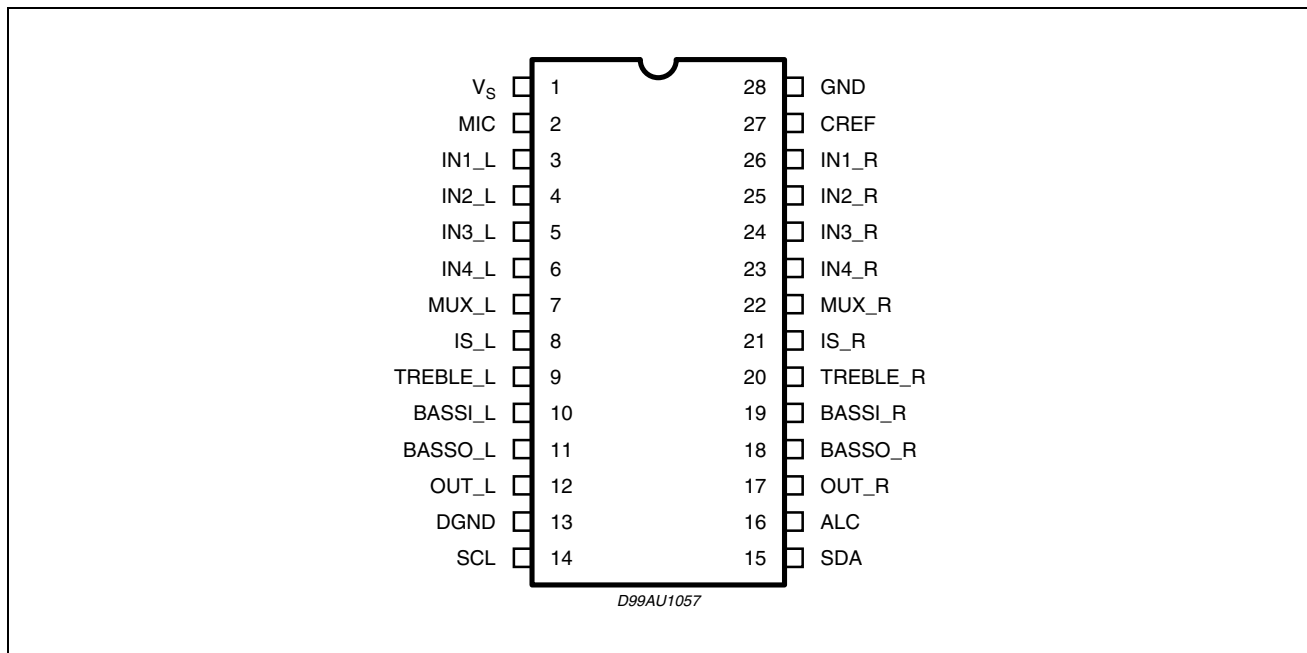 V_S 1 28 GND
MIC 2 27 CREF
IN1_L 3 26 IN1_R
IN2_L 4 25 IN2_R
IN3_L 5 24 IN3_R
IN4_L 6 23 IN4_R
MUX_L 7 22 MUX_R
IS_L 8 21 IS_R
TREBLE_L 9 20 TREBLE_R
BASSI_L 10 19 BASSI_R
BASSO_L 11 18 BASSO_R
OUT_L 12 17 OUT_R
DGND 13 16 ALC
SCL 14 15 SDA
D99AU1057